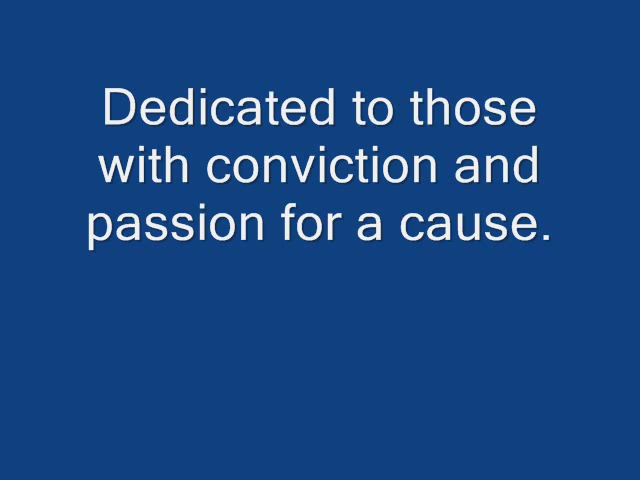 Dedicated to those
with conviction and
passion for a cause.